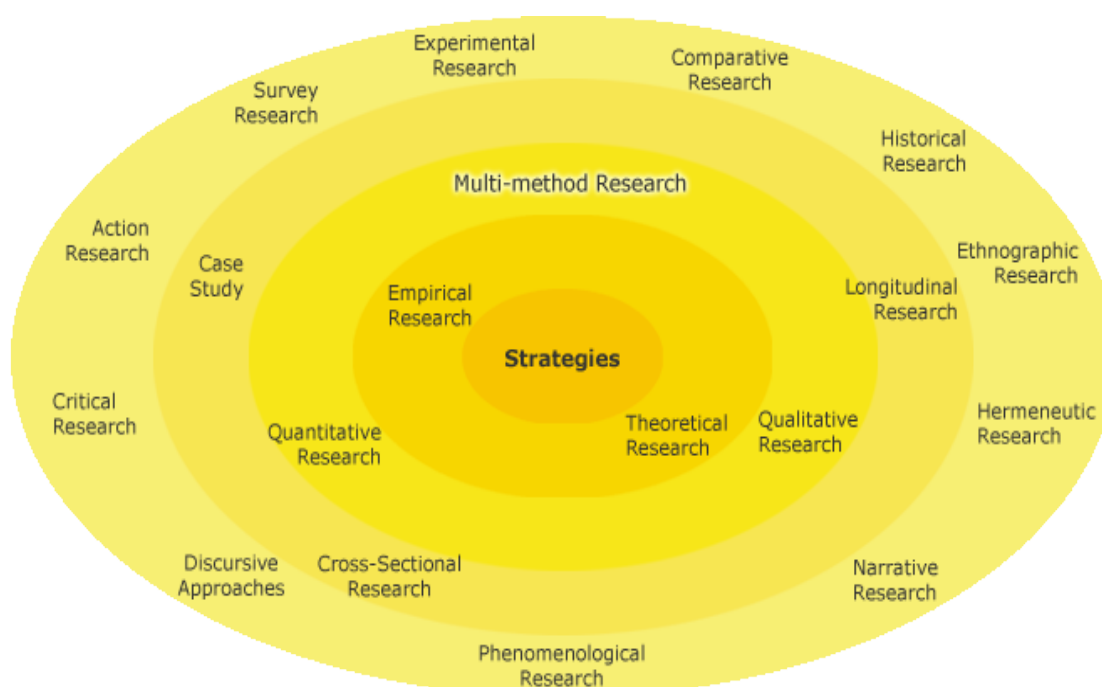 Experimental
Research
Comparative
Research
Survey
Research
Historical
Research
Multi-method Research
Action
Research
Case
Study
Ethnographic
Research
Empirical
Research
Longitudinal
Research
Strategies
Critical
Research
Quantitative
Research
Theoretical
Research
Qualitative
Research
Hermeneutic
Research
Discursive
Approaches
Cross-Sectional
Research
Narrative
Research
Phenomenological
Research